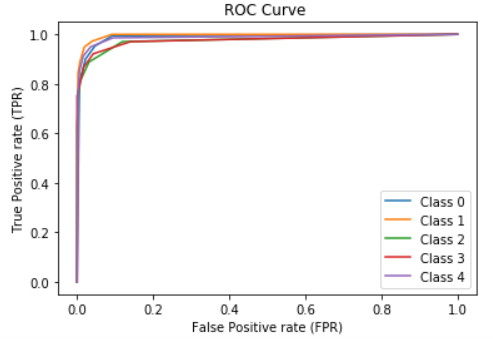 ROC Curve
True Positive rate (TPR)
1.0
0.8
0.6
0.4
0.2
0.0
Class 0
Class 1
Class 2
Class 3
Class 4
0.0 0.2 0.4 0.6 0.8 1.0
False Positive rate (FPR)